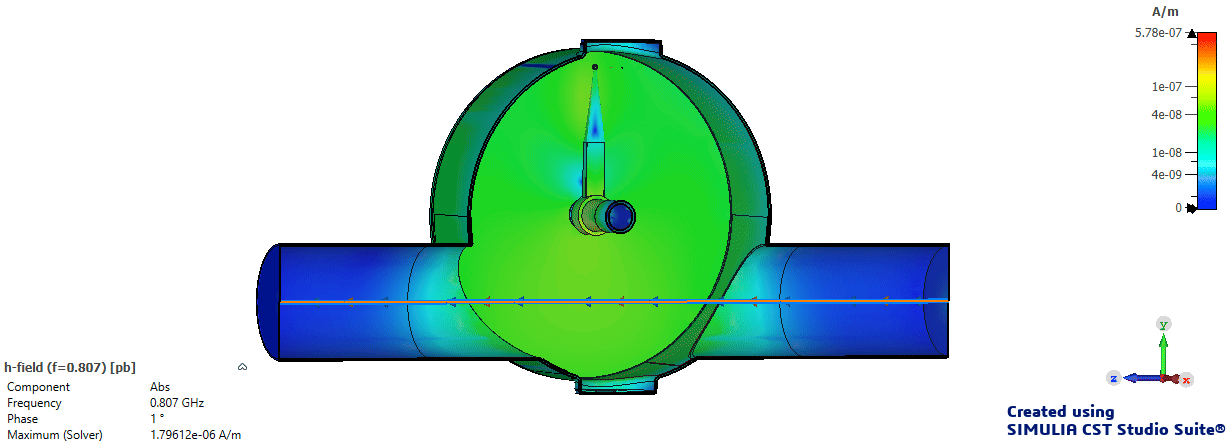 A/m
5.78e-07
1e-07
4e-08
1e-08
4e-09
0
y
z
x
h-field (f=0.807) [pb]
Component Abs
Frequency 0.807 GHz
Phase 1 °
Maximum (Solver) 1.79612e-06 A/m
Created using
SIMULIA CST Studio Suite®